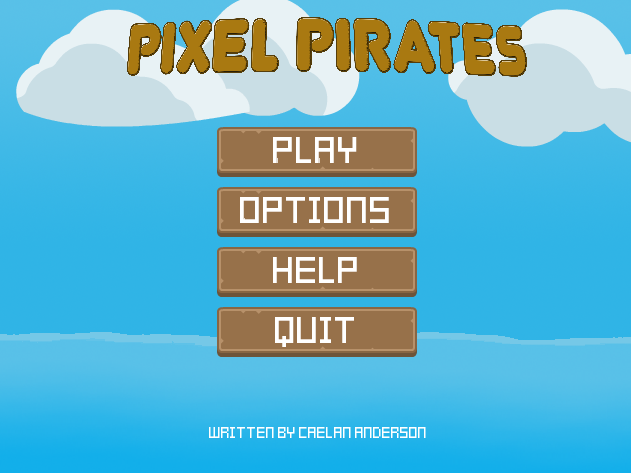 PIXEL PIRATES
PLAY
OPTIONS
HELP
QUIT
WRITTEN BY CAELAN ANDERSON